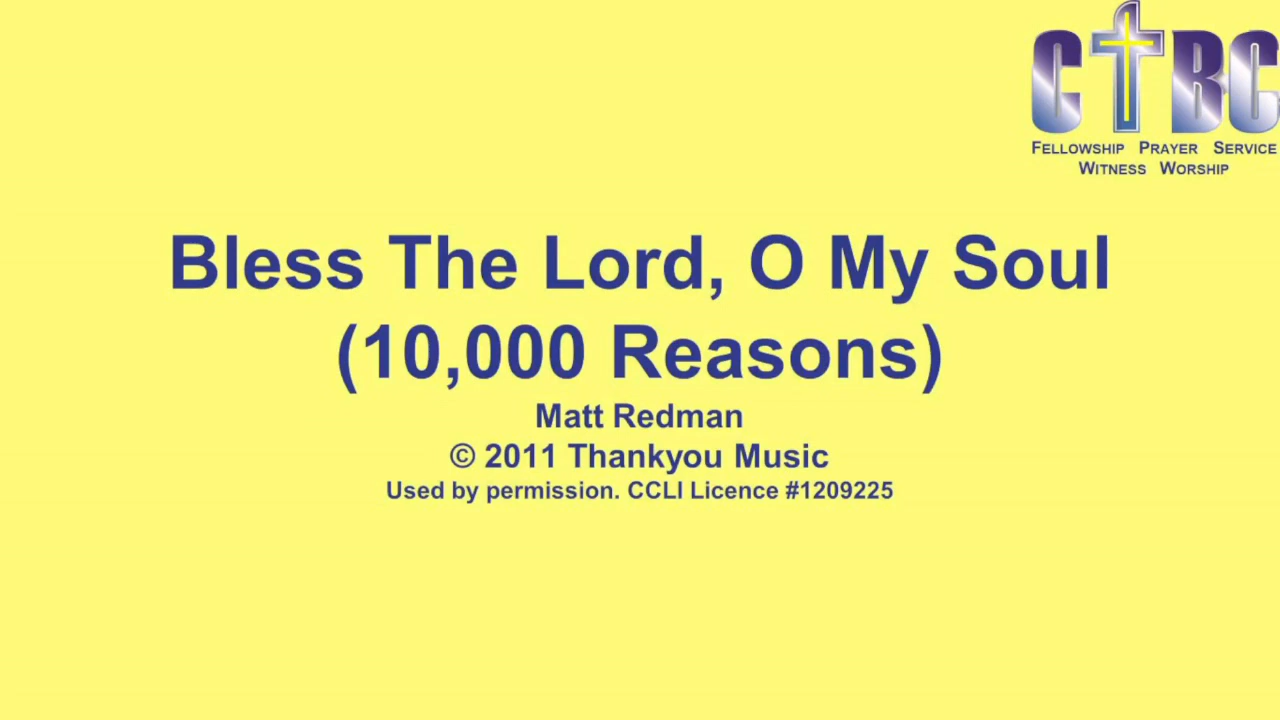 CTBC
FELLOWSHIP PRAYER SERVICE
WITNESS WORSHIP
Bless The Lord, O My Soul
(10,000 Reasons)
Matt Redman
© 2011 Thankyou Music
Used by permission. CCLI Licence #1209225